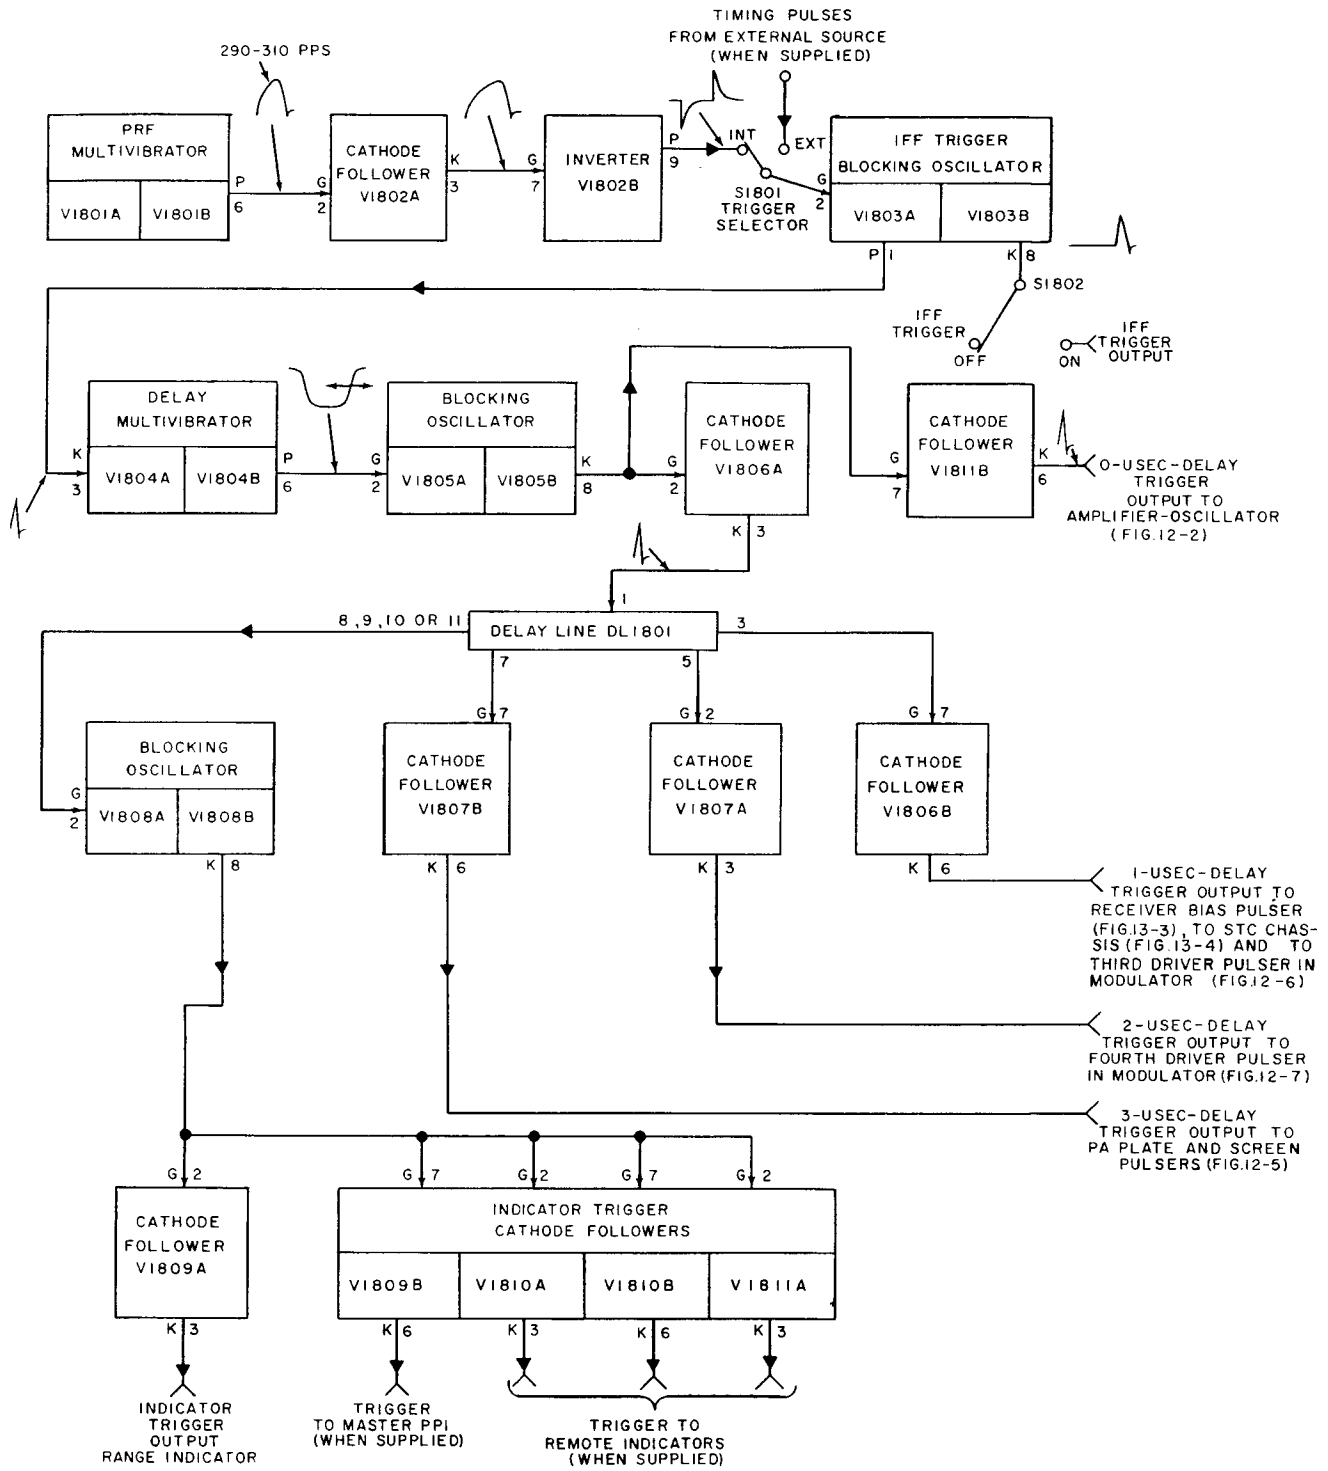 TIMING PULSES
FROM EXTERNAL SOURCE
(WHEN SUPPLIED)
290-310 PPS
PRF
MULTIVIBRATOR
V1801A
V1801B
P
6
G
2
CATHODE
FOLLOWER
V1802A
K
3
G
7
INVERTER
V1802B
P
9
INT
EXT
S1801
TRIGGER
SELECTOR
G
2
IFF TRIGGER
BLOCKING OSCILLATOR
V1803A
V1803B
P 1
K 8
S1802
IFF
TRIGGER
OFF
ON
IFF
TRIGGER
OUTPUT
K
3
DELAY
MULTIVIBRATOR
V1804A
V1804B
P
6
G
2
BLOCKING
OSCILLATOR
V1805A
V1805B
K
8
G
2
CATHODE
FOLLOWER
V1806A
K 3
G
7
CATHODE
FOLLOWER
V1811B
K
6
0-USEC-DELAY
TRIGGER
OUTPUT TO
AMPLIFIER-OSCILLATOR
(FIG.12-2)
1
8,9,10 OR 11
DELAY LINE DL1801
3
7
5
G
2
BLOCKING
OSCILLATOR
V1808A
V1808B
K 8
G 7
CATHODE
FOLLOWER
V1807B
K 6
G 2
CATHODE
FOLLOWER
V1807A
K 3
G 7
CATHODE
FOLLOWER
V1806B
K 6
1-USEC-DELAY
TRIGGER OUTPUT TO
RECEIVER BIAS PULSER
(FIG.13-3), TO STC CHAS-
SIS (FIG.13-4) AND TO
THIRD DRIVER PULSER IN
MODULATOR (FIG.12-6)
2-USEC-DELAY
TRIGGER OUTPUT TO
FOURTH DRIVER PULSER
IN MODULATOR (FIG.12-7)
3-USEC-DELAY
TRIGGER OUTPUT TO
PA PLATE AND SCREEN
PULSERS (FIG.12-5)
G 2
G 7
G 2
G 7
G 2
CATHODE
FOLLOWER
V1809A
INDICATOR TRIGGER
CATHODE FOLLOWERS
V1809B
V1810A
V1810B
V1811A
K 3
K 6
K 3
K 6
K 3
INDICATOR
TRIGGER
OUTPUT
RANGE INDICATOR
TRIGGER
TO MASTER PPI
(WHEN SUPPLIED)
TRIGGER TO
REMOTE INDICATORS
(WHEN SUPPLIED)